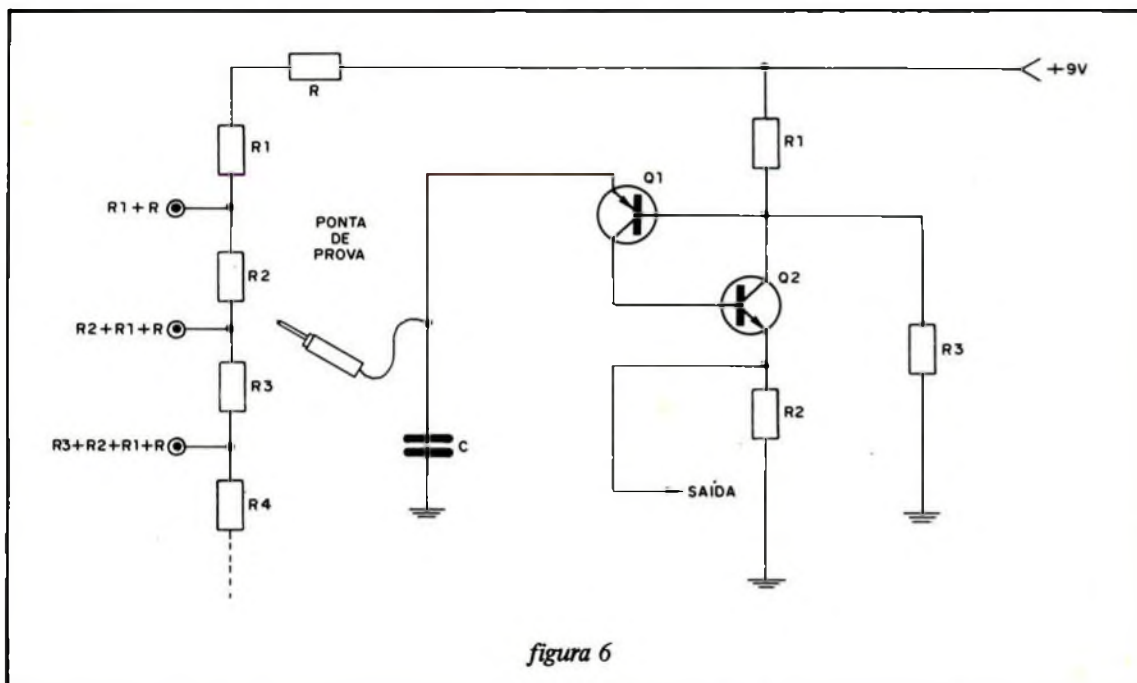 R
+9V
R1
R1
Q1
R1+R
PONTA
DE
PROVA
R2
Q2
R2+R1+R
R3
R3
R2
R3+R2+R1+R
C
SAÍDA
R4
figura 6